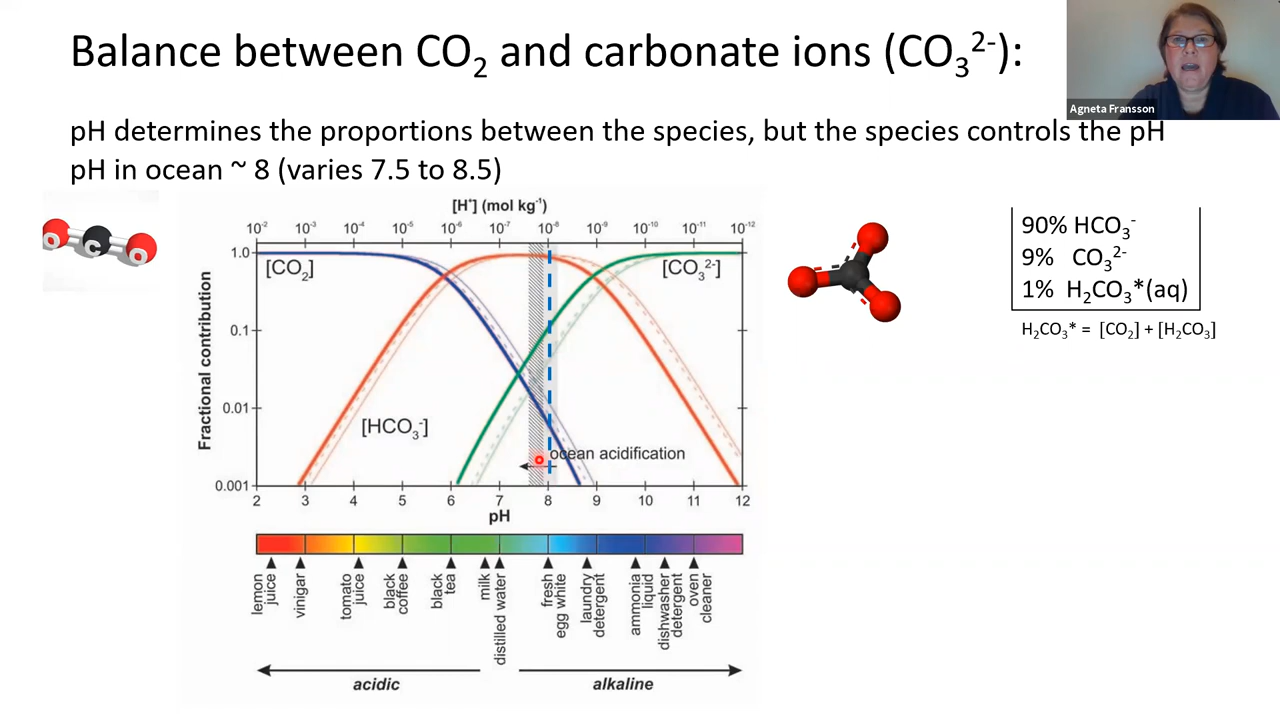 Balance between CO₂ and carbonate ions (CO₃²⁻):
Agneta Fransson
pH determines the proportions between the species, but the species controls the pH
pH in ocean ~ 8 (varies 7.5 to 8.5)
O C O
[H⁺] (mol kg⁻¹)
10⁻² 10⁻³ 10⁻⁴ 10⁻⁵ 10⁻⁶ 10⁻⁷ 10⁻⁸ 10⁻⁹ 10⁻¹⁰ 10⁻¹¹ 10⁻¹²
Fractional contribution
1.0
0.1
0.01
0.001
[CO₂]
[CO₃²⁻]
[HCO₃⁻]
ocean acidification
2 3 4 5 6 7 8 9 10 11 12
pH
lemon juice
vinigar
tomato juice
black coffee
black tea
milk
distilled water
fresh egg white
laundry detergent
ammonia liquid
dishwasher detergent
oven cleaner
acidic
alkaline
90% HCO₃⁻
9% CO₃²⁻
1% H₂CO₃*(aq)
H₂CO₃* = [CO₂] + [H₂CO₃]